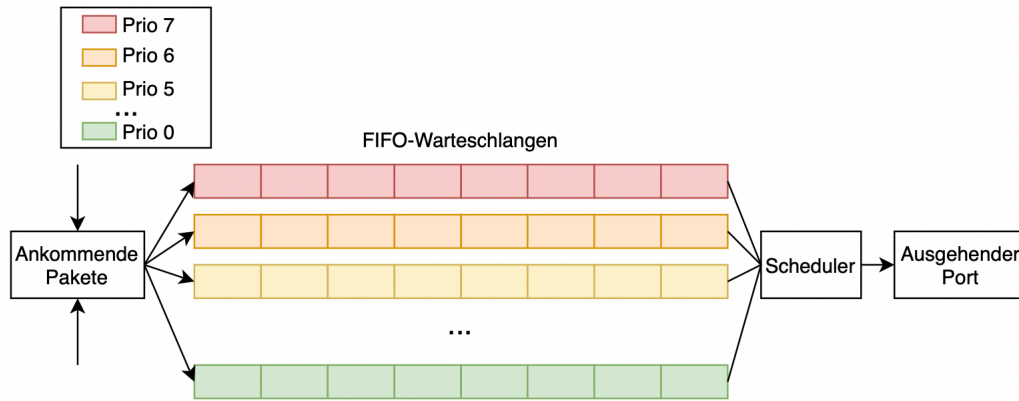 Prio 7
Prio 6
Prio 5
...
Prio 0
FIFO-Warteschlangen
Ankommende
Pakete
...
Scheduler
Ausgehender
Port